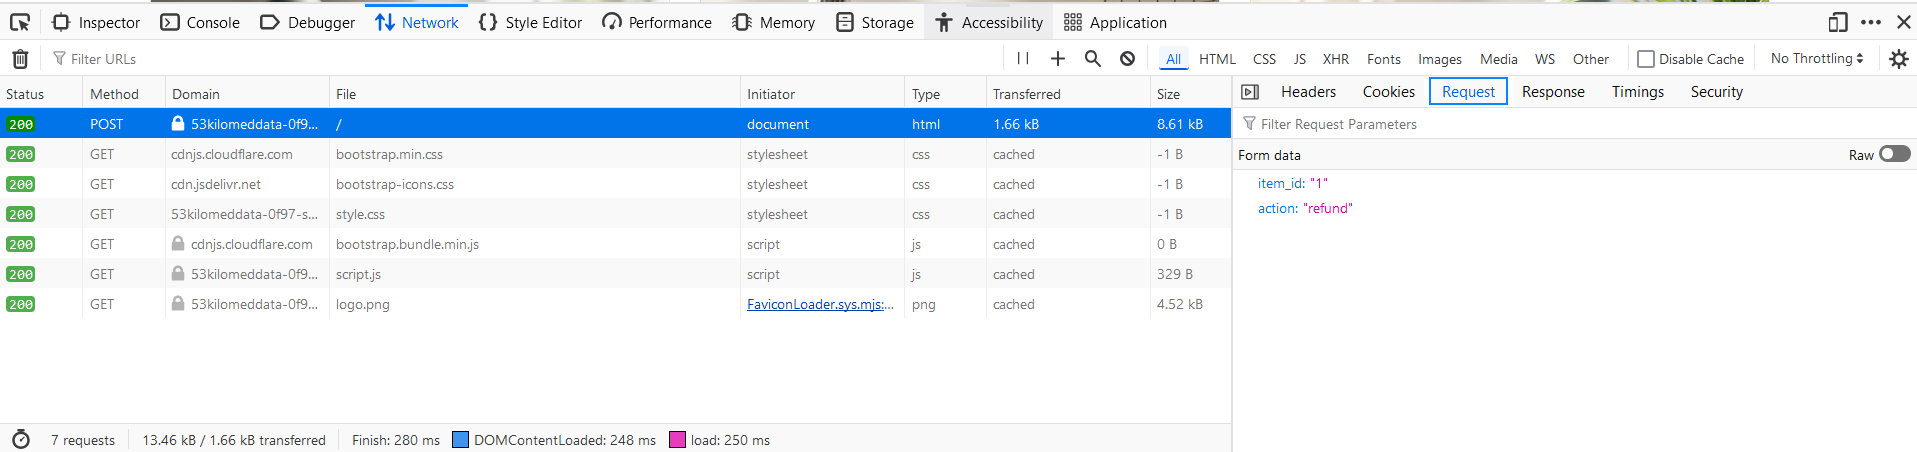 Inspector Console Debugger Network Style Editor Performance Memory Storage Accessibility Application
Filter URLs All HTML CSS JS XHR Fonts Images Media WS Other Disable Cache No Throttling
Status Method Domain File Initiator Type Transferred Size
200 POST 53kilomeddata-0f9... / document html 1.66 kB 8.61 kB
200 GET cdnjs.cloudflare.com bootstrap.min.css stylesheet css cached -1 B
200 GET cdn.jsdelivr.net bootstrap-icons.css stylesheet css cached -1 B
200 GET 53kilomeddata-0f97-s... style.css stylesheet css cached -1 B
200 GET cdnjs.cloudflare.com bootstrap.bundle.min.js script js cached 0 B
200 GET 53kilomeddata-0f9... script.js script js cached 329 B
200 GET 53kilomeddata-0f9... logo.png FaviconLoader.sys.mjs:... png cached 4.52 kB
7 requests 13.46 kB / 1.66 kB transferred Finish: 280 ms DOMContentLoaded: 248 ms load: 250 ms
Headers Cookies Request Response Timings Security
Filter Request Parameters
Form data Raw
item_id: "1"
action: "refund"